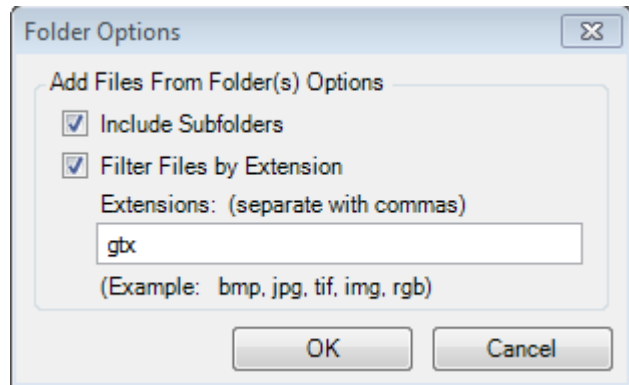 Folder Options
Add Files From Folder(s) Options
Include Subfolders
Filter Files by Extension
Extensions: (separate with commas)
gtx
(Example: bmp, jpg, tif, img, rgb)
OK Cancel